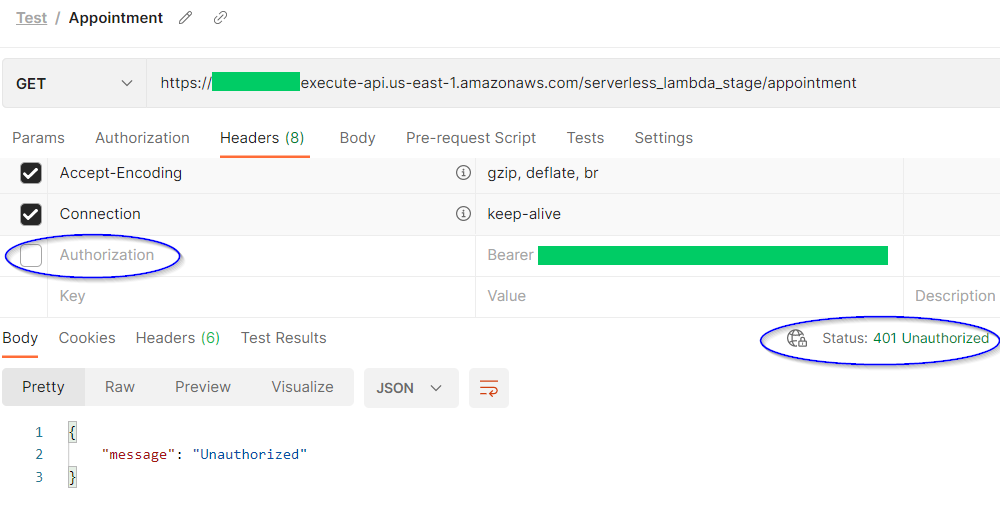 Test / Appointment
GET https:// execute-api.us-east-1.amazonaws.com/serverless_lambda_stage/appointment
Params Authorization Headers (8) Body Pre-request Script Tests Settings
Accept-Encoding gzip, deflate, br
Connection keep-alive
Authorization Bearer
Key Value Description
Body Cookies Headers (6) Test Results Status: 401 Unauthorized
Pretty Raw Preview Visualize JSON
1 {
2 "message": "Unauthorized"
3 }